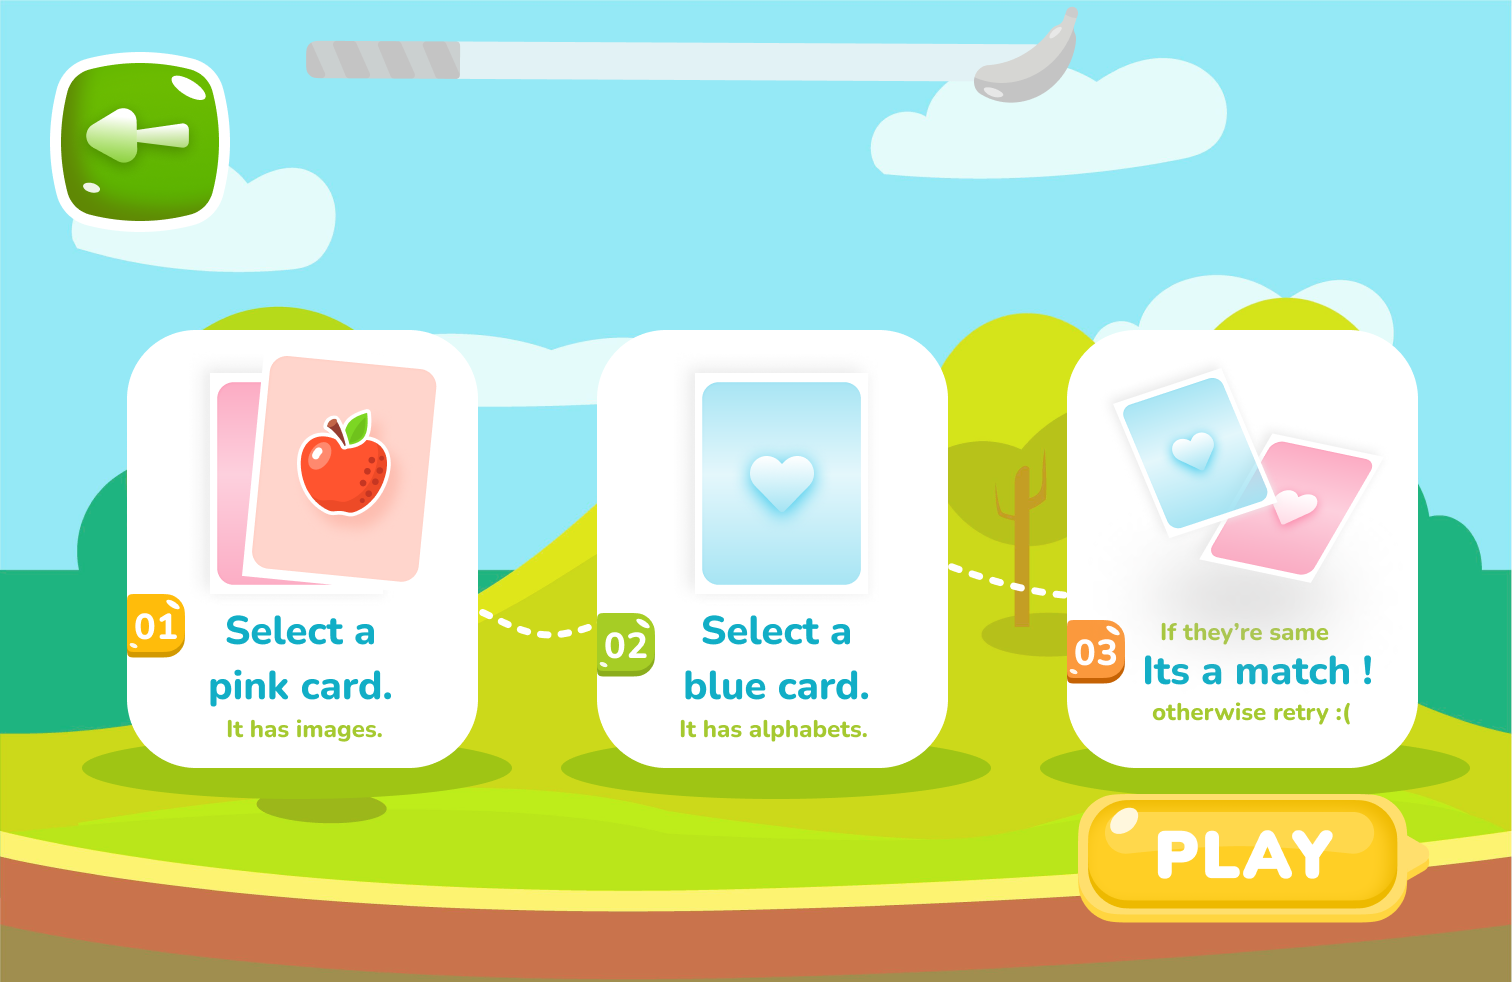 01
Select a
pink card.
It has images.
02
Select a
blue card.
It has alphabets.
03
If they’re same
Its a match !
otherwise retry :(
PLAY